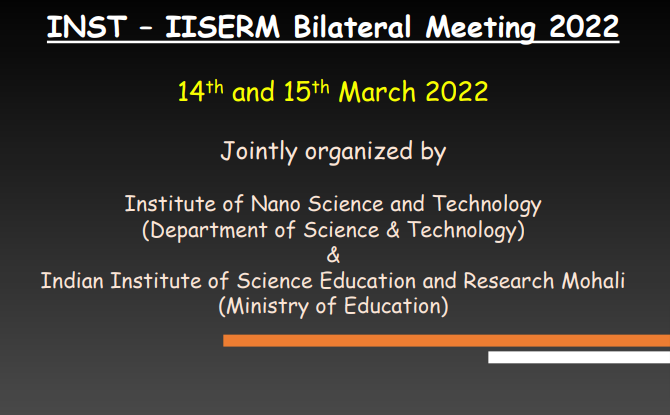 INST – IISERM Bilateral Meeting 2022
14th and 15th March 2022
Jointly organized by
Institute of Nano Science and Technology
(Department of Science & Technology)
&
Indian Institute of Science Education and Research Mohali
(Ministry of Education)